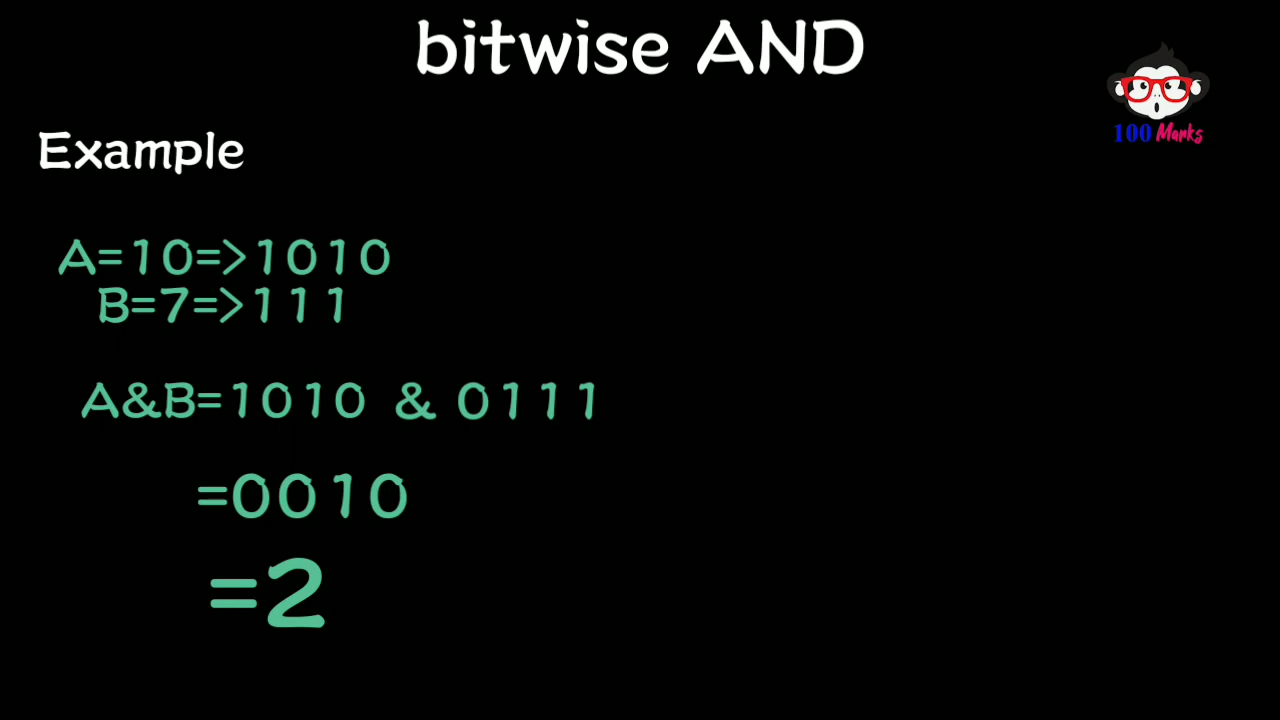 bitwise AND
100 Marks
Example
A=10=>1010
B=7=>111
A&B=1010 & 0111
=0010
=2